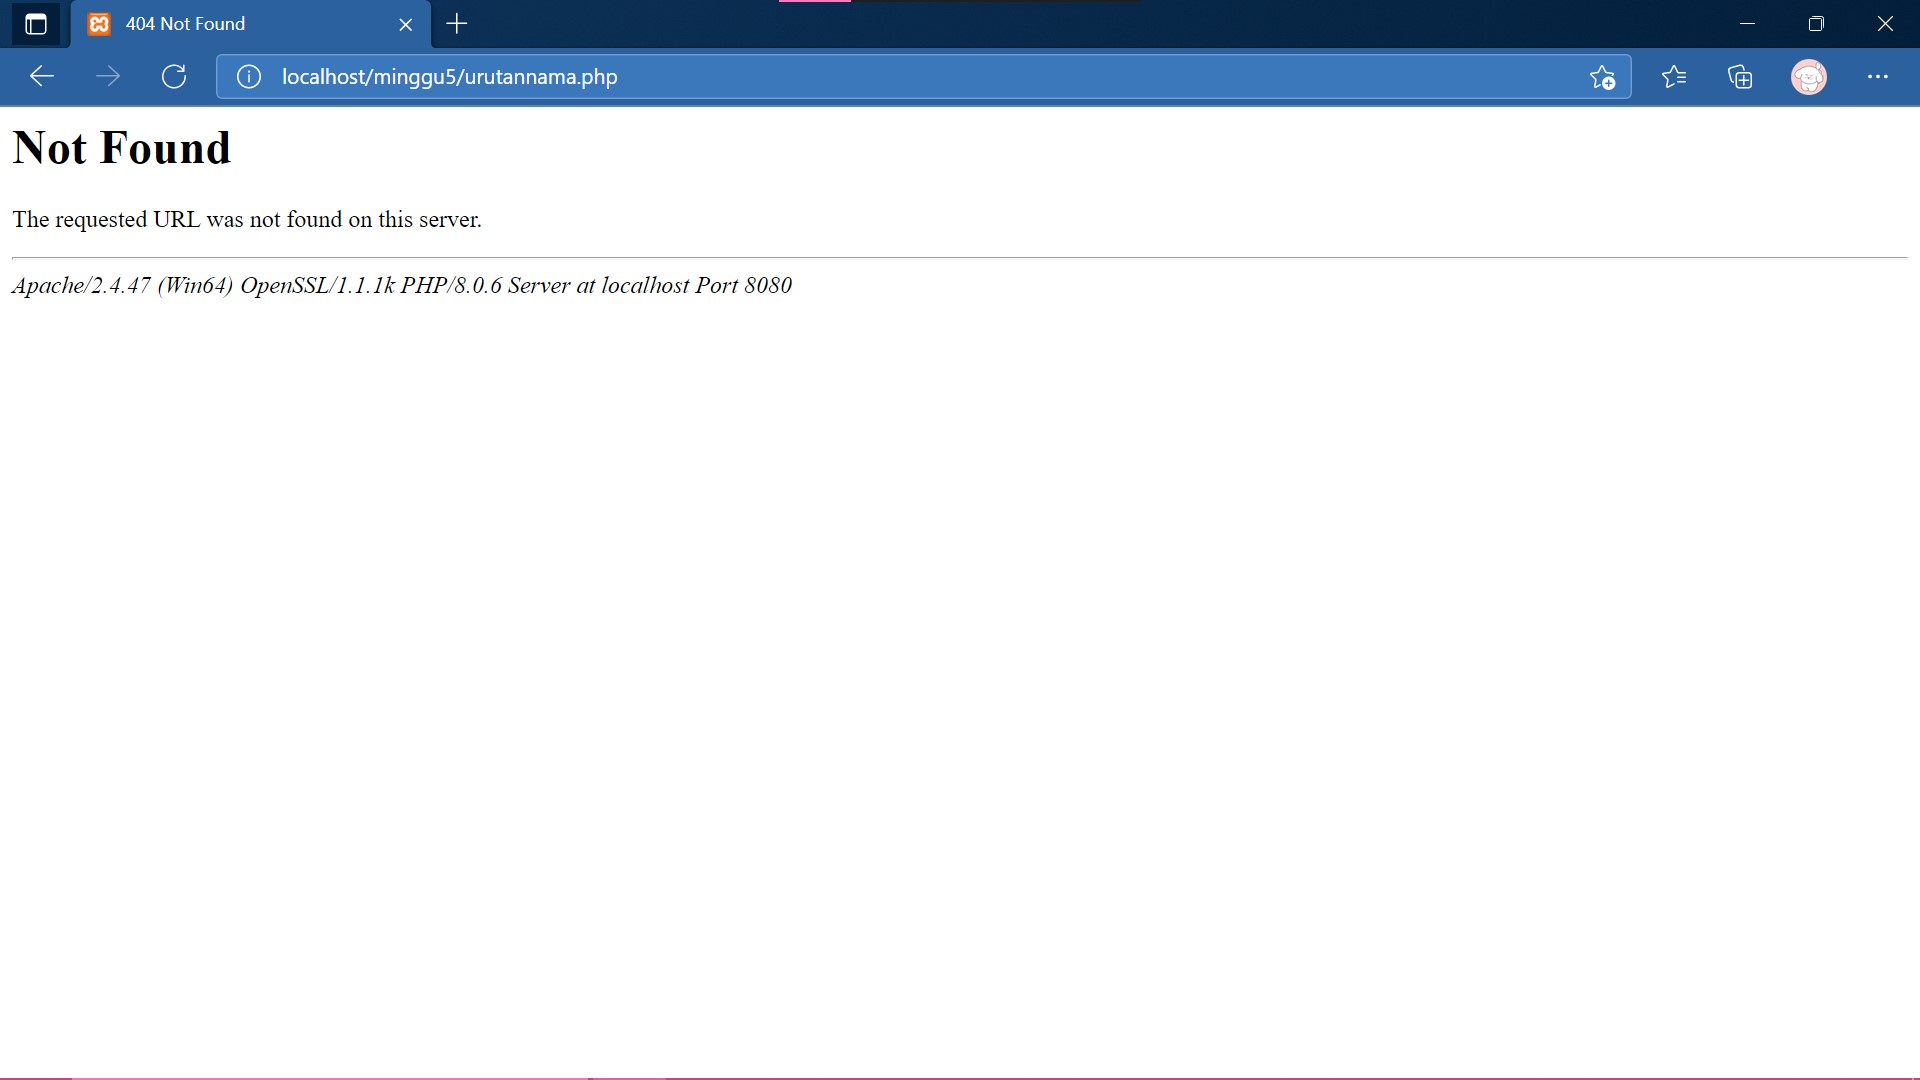 404 Not Found
localhost/minggu5/urutannama.php
Not Found
The requested URL was not found on this server.
Apache/2.4.47 (Win64) OpenSSL/1.1.1k PHP/8.0.6 Server at localhost Port 8080